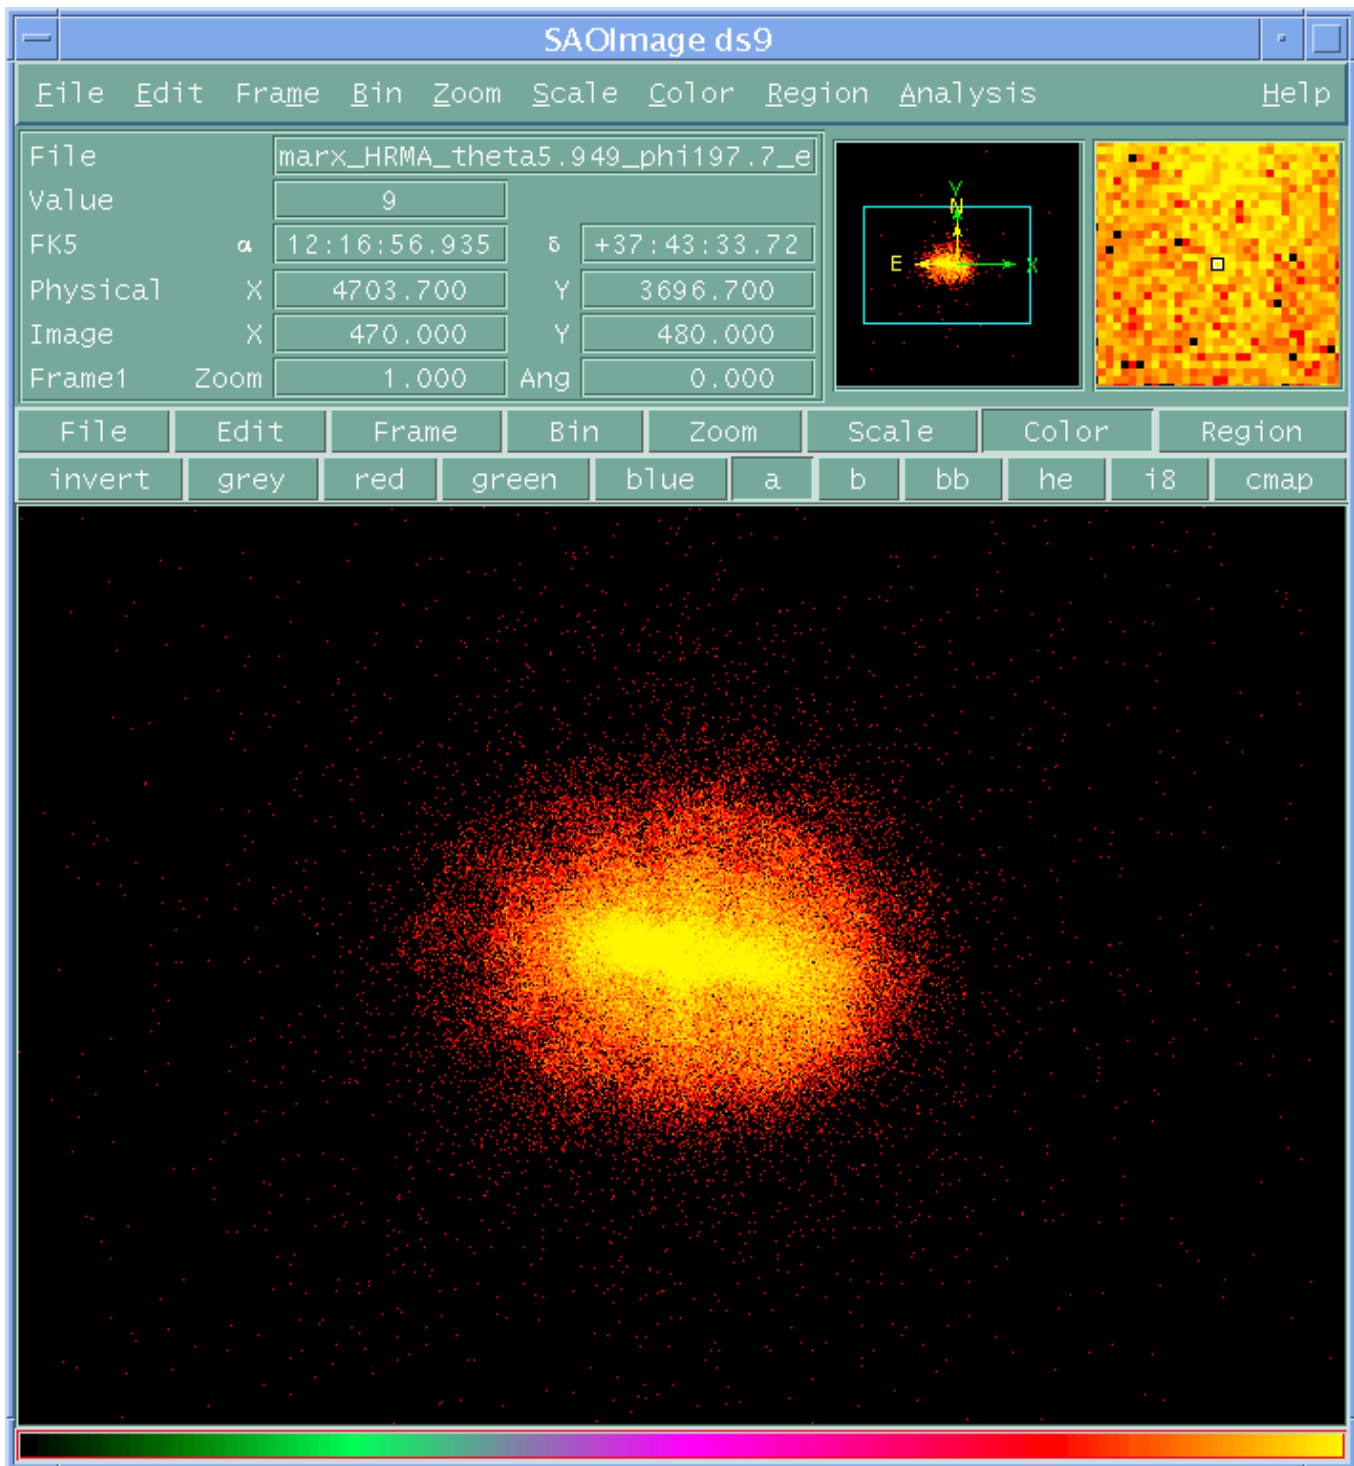 SAOImage ds9
File Edit Frame Bin Zoom Scale Color Region Analysis Help
File marx_HRMA_theta5.949_phi197.7_e
Value 9
FK5 α 12:16:56.935 δ +37:43:33.72
Physical X 4703.700 Y 3696.700
Image X 470.000 Y 480.000
Frame1 Zoom 1.000 Ang 0.000
Y
N
E X
File Edit Frame Bin Zoom Scale Color Region
invert grey red green blue a b bb he i8 cmap